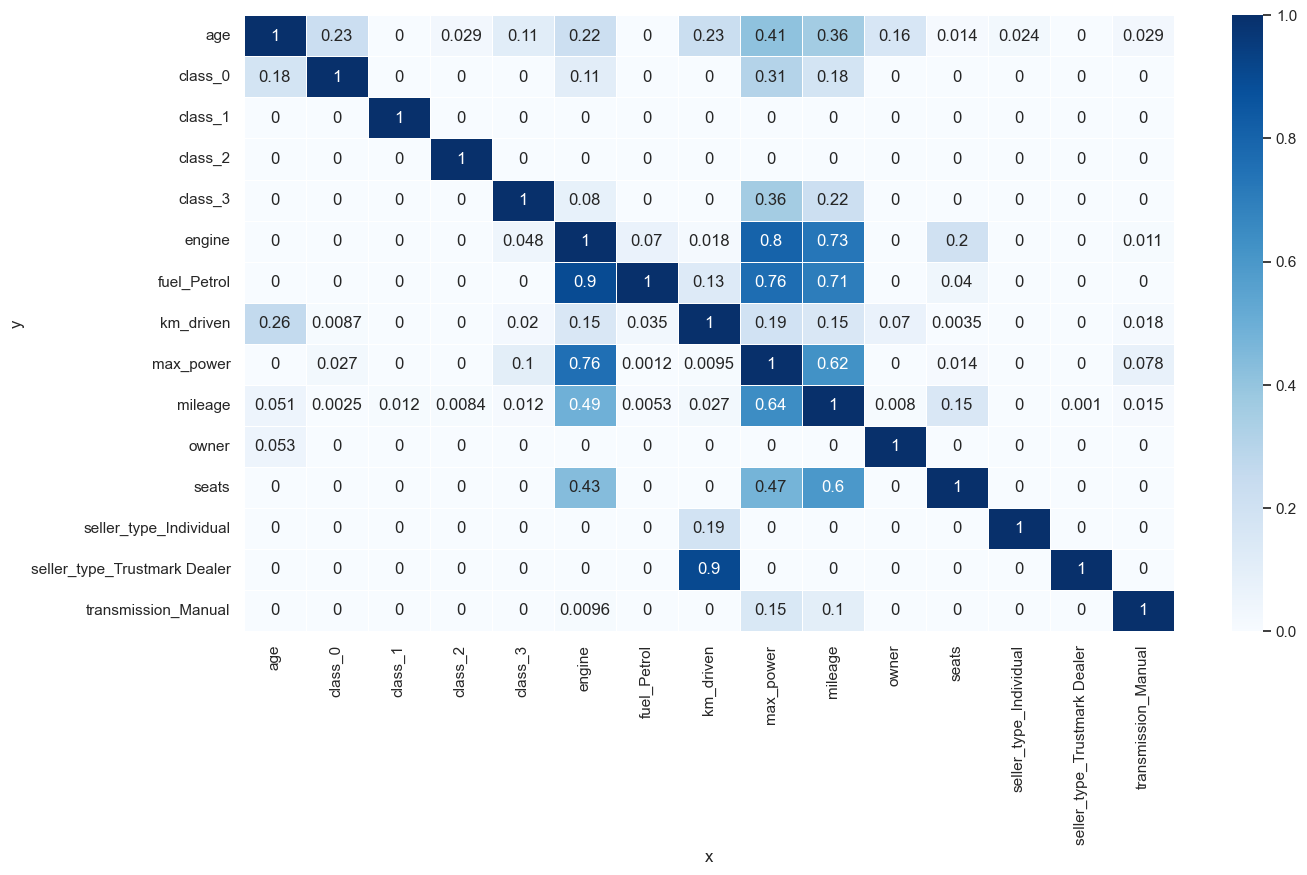 age 1 0.23 0 0.029 0.11 0.22 0 0.23 0.41 0.36 0.16 0.014 0.024 0 0.029
class_0 0.18 1 0 0 0 0.11 0 0 0.31 0.18 0 0 0 0 0
class_1 0 0 1 0 0 0 0 0 0 0 0 0 0 0 0
class_2 0 0 0 1 0 0 0 0 0 0 0 0 0 0 0
class_3 0 0 0 0 1 0.08 0 0 0.36 0.22 0 0 0 0 0
engine 0 0 0 0 0.048 1 0.07 0.018 0.8 0.73 0 0.2 0 0 0.011
fuel_Petrol 0 0 0 0 0 0.9 1 0.13 0.76 0.71 0 0.04 0 0 0
km_driven 0.26 0.0087 0 0 0.02 0.15 0.035 1 0.19 0.15 0.07 0.0035 0 0 0.018
max_power 0 0.027 0 0 0.1 0.76 0.0012 0.0095 1 0.62 0 0.014 0 0 0.078
mileage 0.051 0.0025 0.012 0.0084 0.012 0.49 0.0053 0.027 0.64 1 0.008 0.15 0 0.001 0.015
owner 0.053 0 0 0 0 0 0 0 0 0 1 0 0 0 0
seats 0 0 0 0 0 0.43 0 0 0.47 0.6 0 1 0 0 0
seller_type_Individual 0 0 0 0 0 0 0 0.19 0 0 0 0 1 0 0
seller_type_Trustmark Dealer 0 0 0 0 0 0 0 0.9 0 0 0 0 0 1 0
transmission_Manual 0 0 0 0 0 0.0096 0 0 0.15 0.1 0 0 0 0 1
y
age
class_0
class_1
class_2
class_3
engine
fuel_Petrol
km_driven
max_power
mileage
owner
seats
seller_type_Individual
seller_type_Trustmark Dealer
transmission_Manual
x
1.0
0.8
0.6
0.4
0.2
0.0